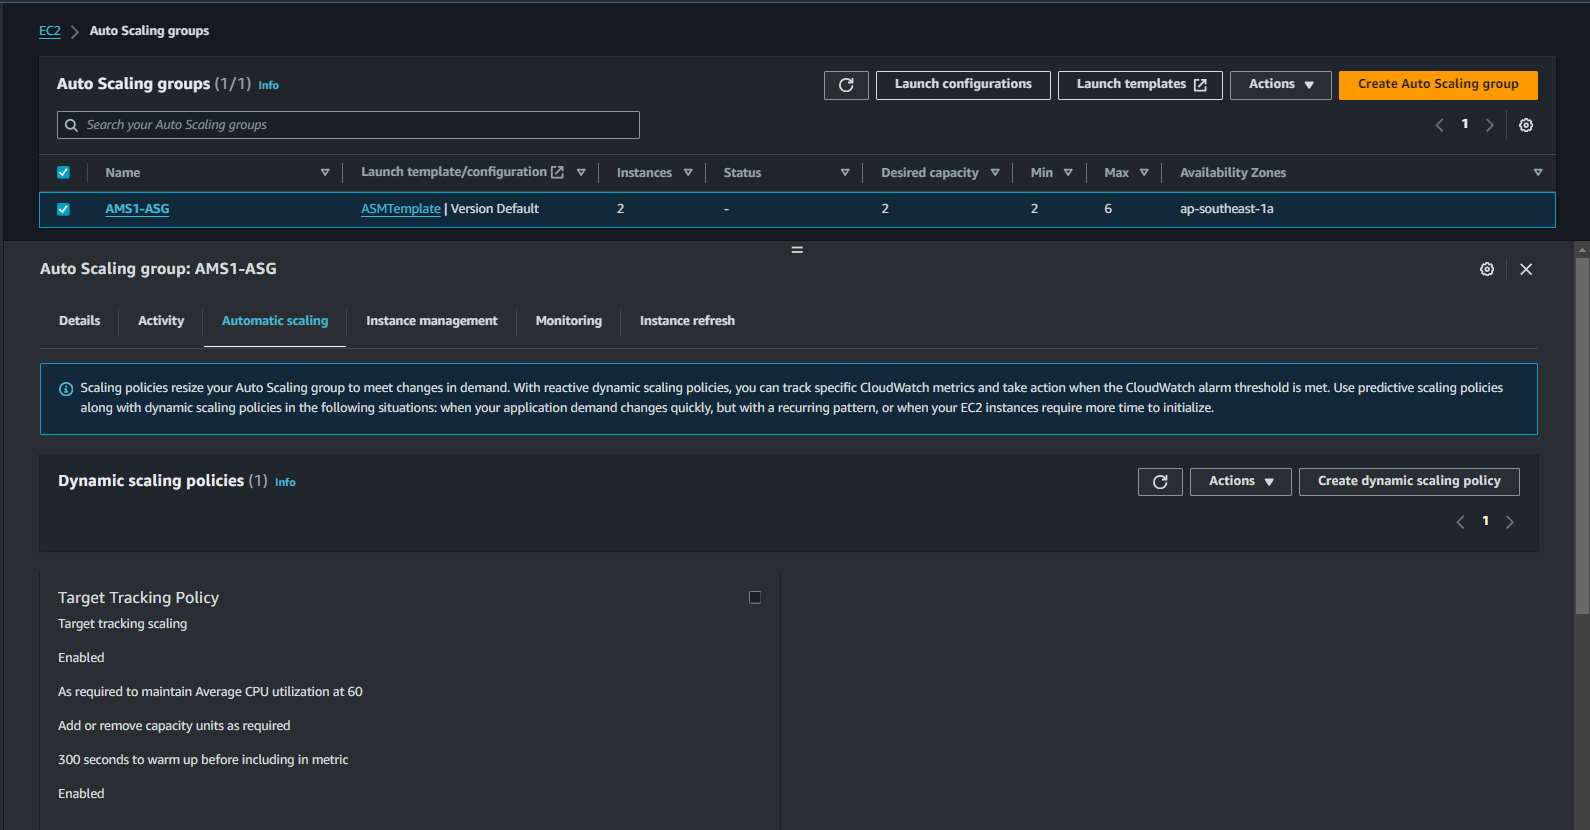 EC2 > Auto Scaling groups
Auto Scaling groups (1/1) Info
Launch configurations
Launch templates
Actions
Create Auto Scaling group
Search your Auto Scaling groups
1
Name Launch template/configuration Instances Status Desired capacity Min Max Availability Zones
AMS1-ASG ASMTemplate | Version Default 2 - 2 2 6 ap-southeast-1a
Auto Scaling group: AMS1-ASG
Details Activity Automatic scaling Instance management Monitoring Instance refresh
Scaling policies resize your Auto Scaling group to meet changes in demand. With reactive dynamic scaling policies, you can track specific CloudWatch metrics and take action when the CloudWatch alarm threshold is met. Use predictive scaling policies
along with dynamic scaling policies in the following situations: when your application demand changes quickly, but with a recurring pattern, or when your EC2 instances require more time to initialize.
Dynamic scaling policies (1) Info
Actions
Create dynamic scaling policy
1
Target Tracking Policy
Target tracking scaling
Enabled
As required to maintain Average CPU utilization at 60
Add or remove capacity units as required
300 seconds to warm up before including in metric
Enabled